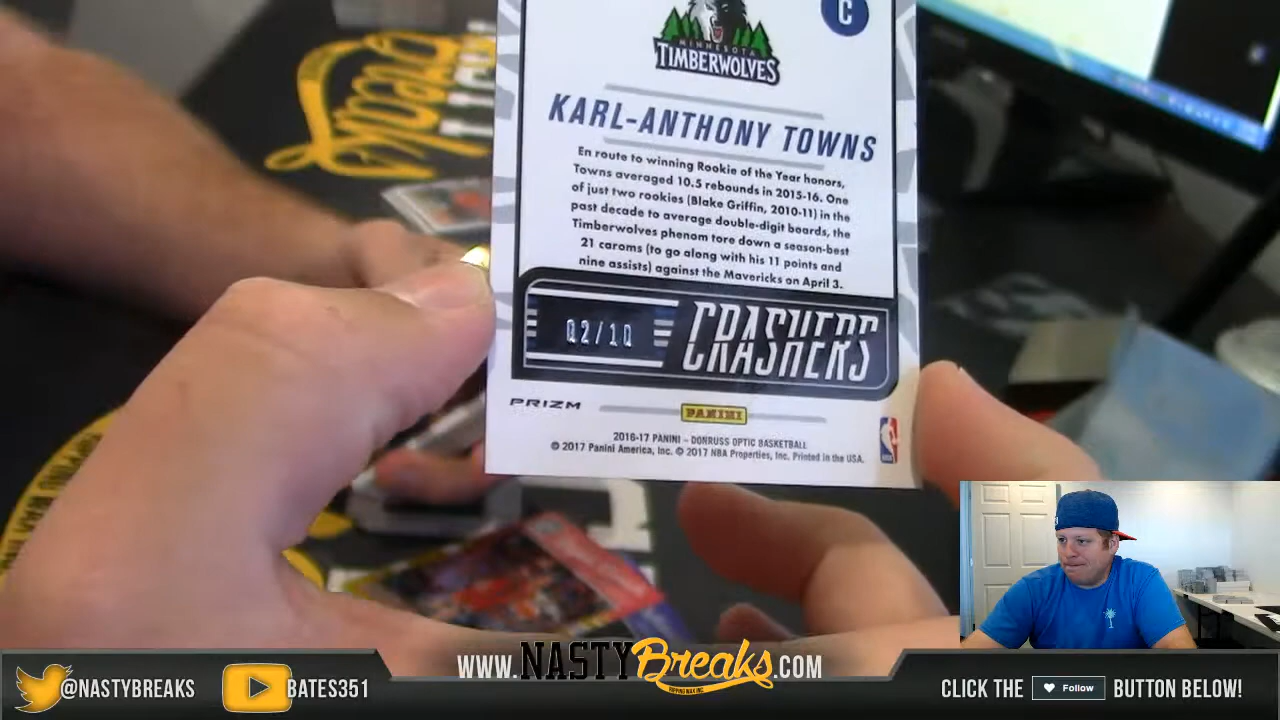 C
MINNESOTA
TIMBERWOLVES
KARL-ANTHONY TOWNS
En route to winning Rookie of the Year honors,
Towns averaged 10.5 rebounds in 2015-16. One
of just two rookies (Blake Griffin, 2010-11) in the
past decade to average double-digit boards, the
Timberwolves phenom tore down a season-best
21 caroms (to go along with his 11 points and
nine assists) against the Mavericks on April 3.
02/10 CRASHERS
PRIZM PANINI
2016-17 PANINI – DONRUSS OPTIC BASKETBALL
© 2017 Panini America, Inc. © 2017 NBA Properties, Inc. Printed in the USA.
NBA
WWW.NASTYBreaks.COM
RIPPING WAX INC.
@NASTYBREAKS BATES351 CLICK THE Follow BUTTON BELOW!